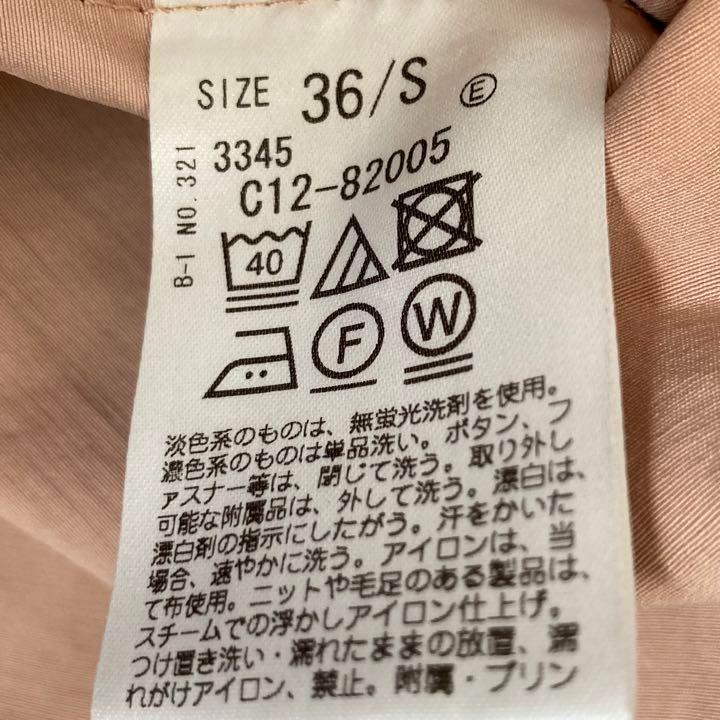 SIZE 36/S Ⓔ
B-1 NO.321
3345
C12-82005
40
F W
淡色系のものは、無蛍光洗剤を使用。
濃色系のものは単品洗い。ボタン、フ
ァスナー等は、閉じて洗う。取り外し
可能な附属品は、外して洗う。漂白は、
漂白剤の指示にしたがう。汗をかいた
場合、速やかに洗う。アイロンは、当
て布使用。ニットや毛足のある製品は、
スチームでの浮かしアイロン仕上げ。
つけ置き洗い・濡れたままの放置、濡
れがけアイロン、禁止。附属・プリン